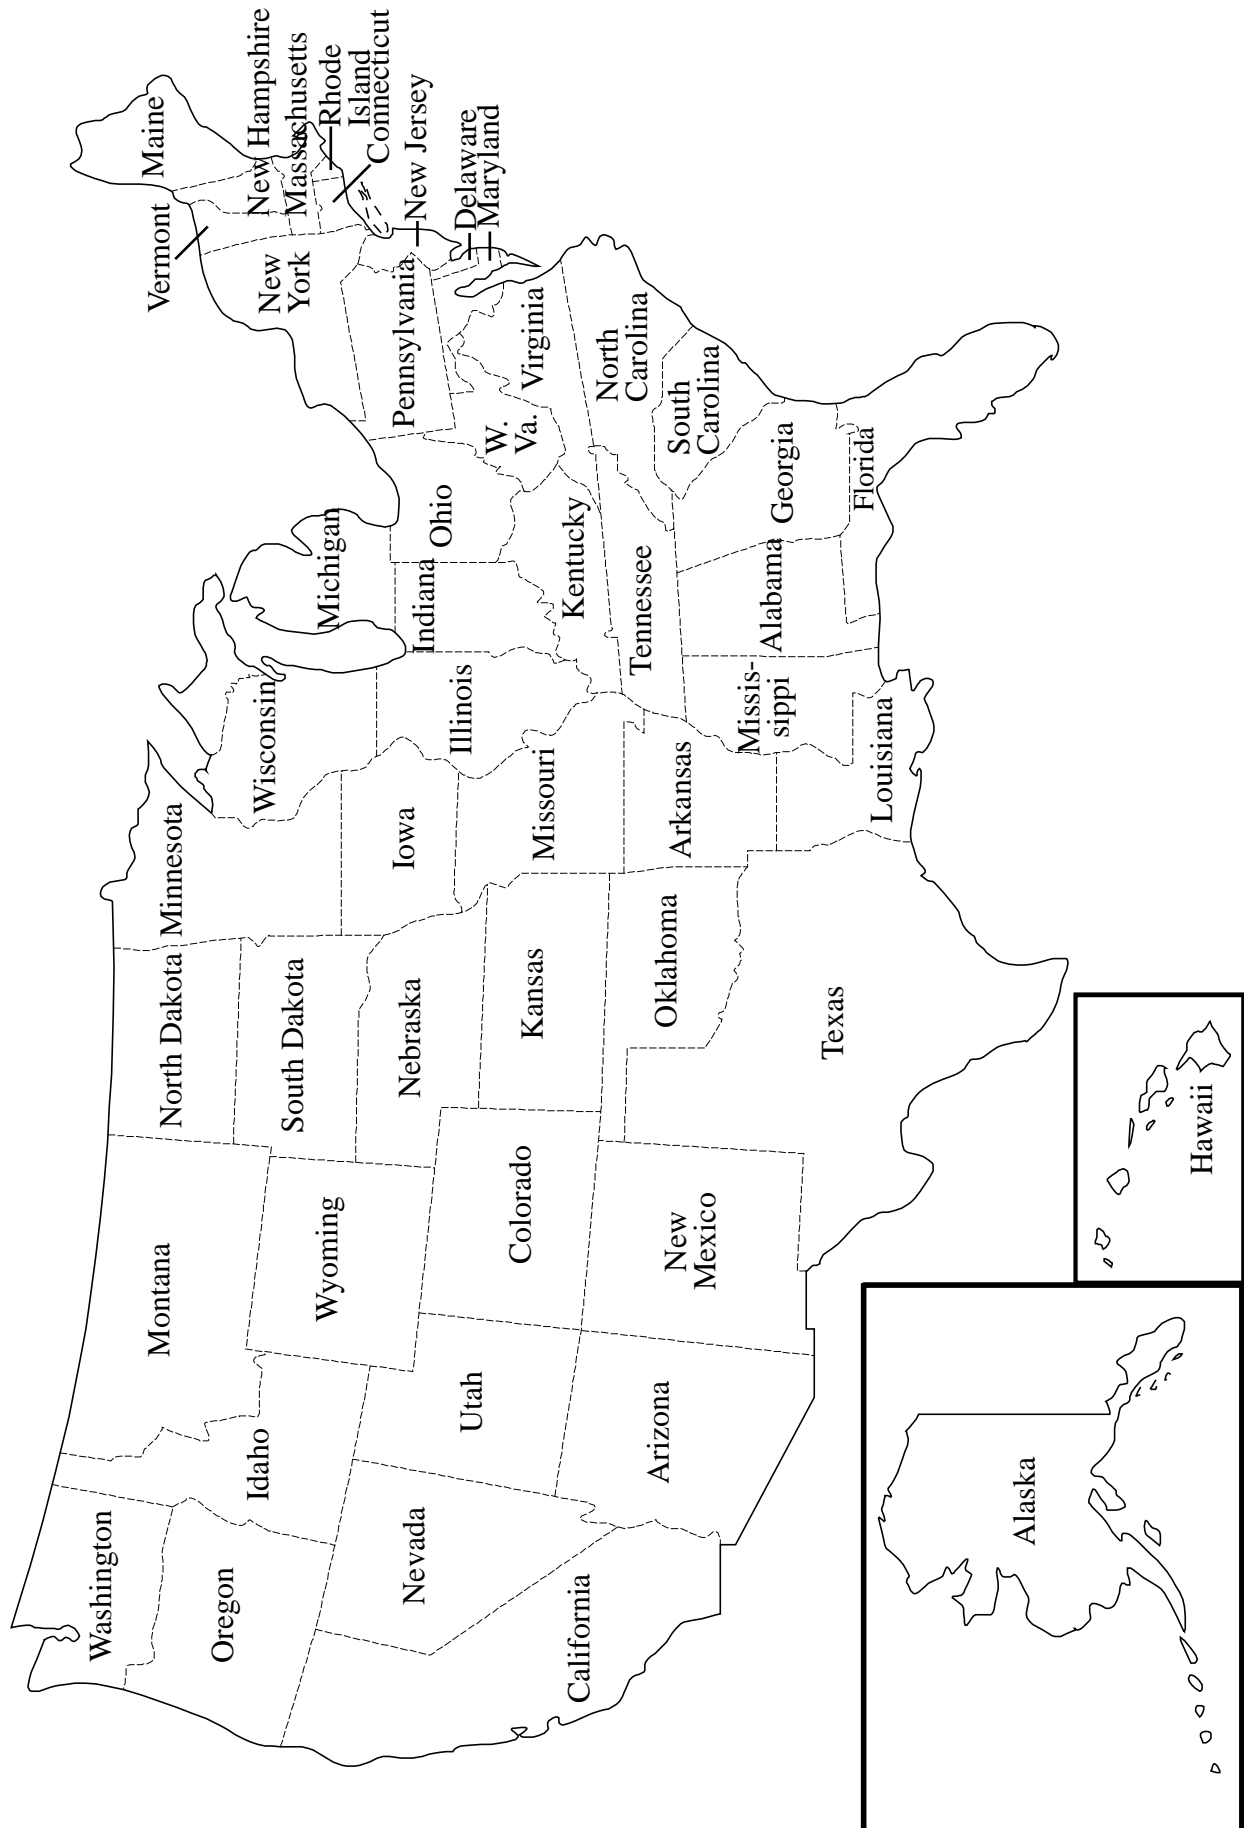 Washington
Oregon
California
Nevada
Idaho
Montana
Wyoming
Utah
Arizona
Colorado
New
Mexico
North Dakota
South Dakota
Nebraska
Kansas
Oklahoma
Texas
Minnesota
Iowa
Missouri
Arkansas
Louisiana
Wisconsin
Illinois
Missis-
sippi
Michigan
Indiana
Ohio
Kentucky
Tennessee
Alabama
Georgia
Florida
South
Carolina
North
Carolina
Virginia
W.
Va.
Pennsylvania
New
York
Vermont
Maine
New Hampshire
Massachusetts
Rhode
Island
Connecticut
New Jersey
Delaware
Maryland
Alaska
Hawaii